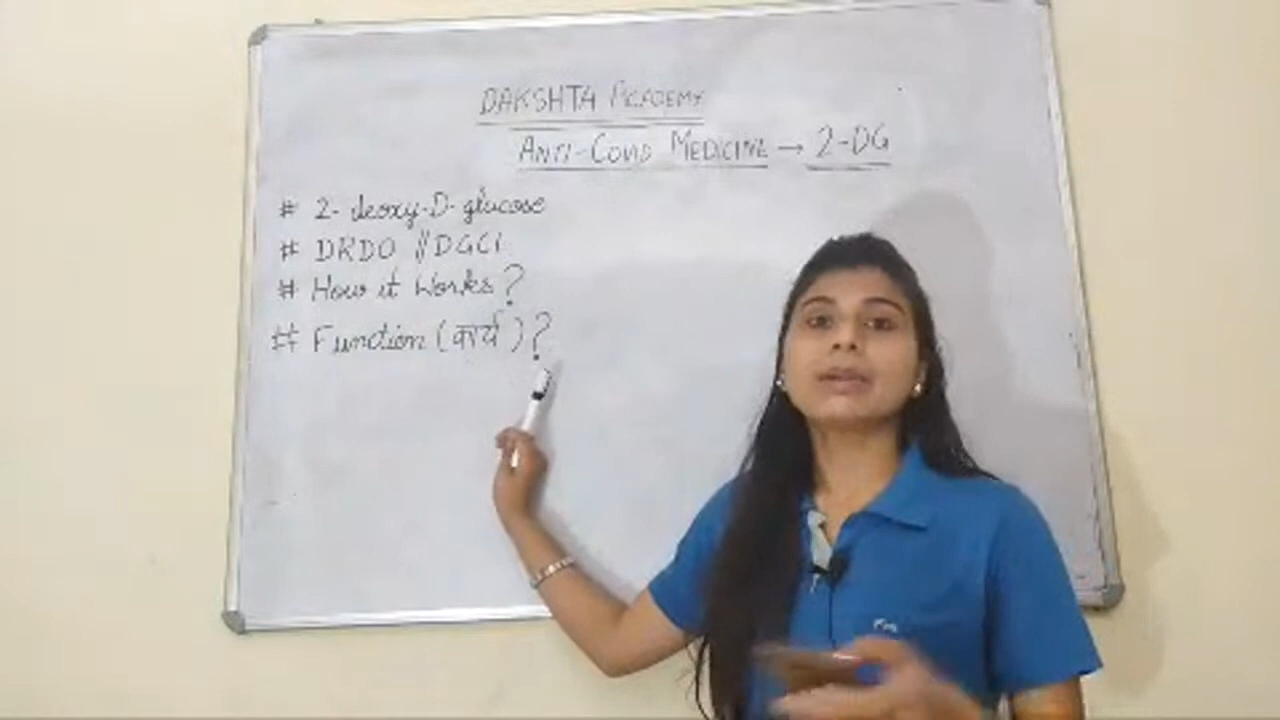 DAKSHTA ACADEMY
ANTI-COVID MEDICINE → 2-DG
# 2-deoxy-D-glucose
# DRDO // DGCI
# How it Works?
# Function (कार्य)?